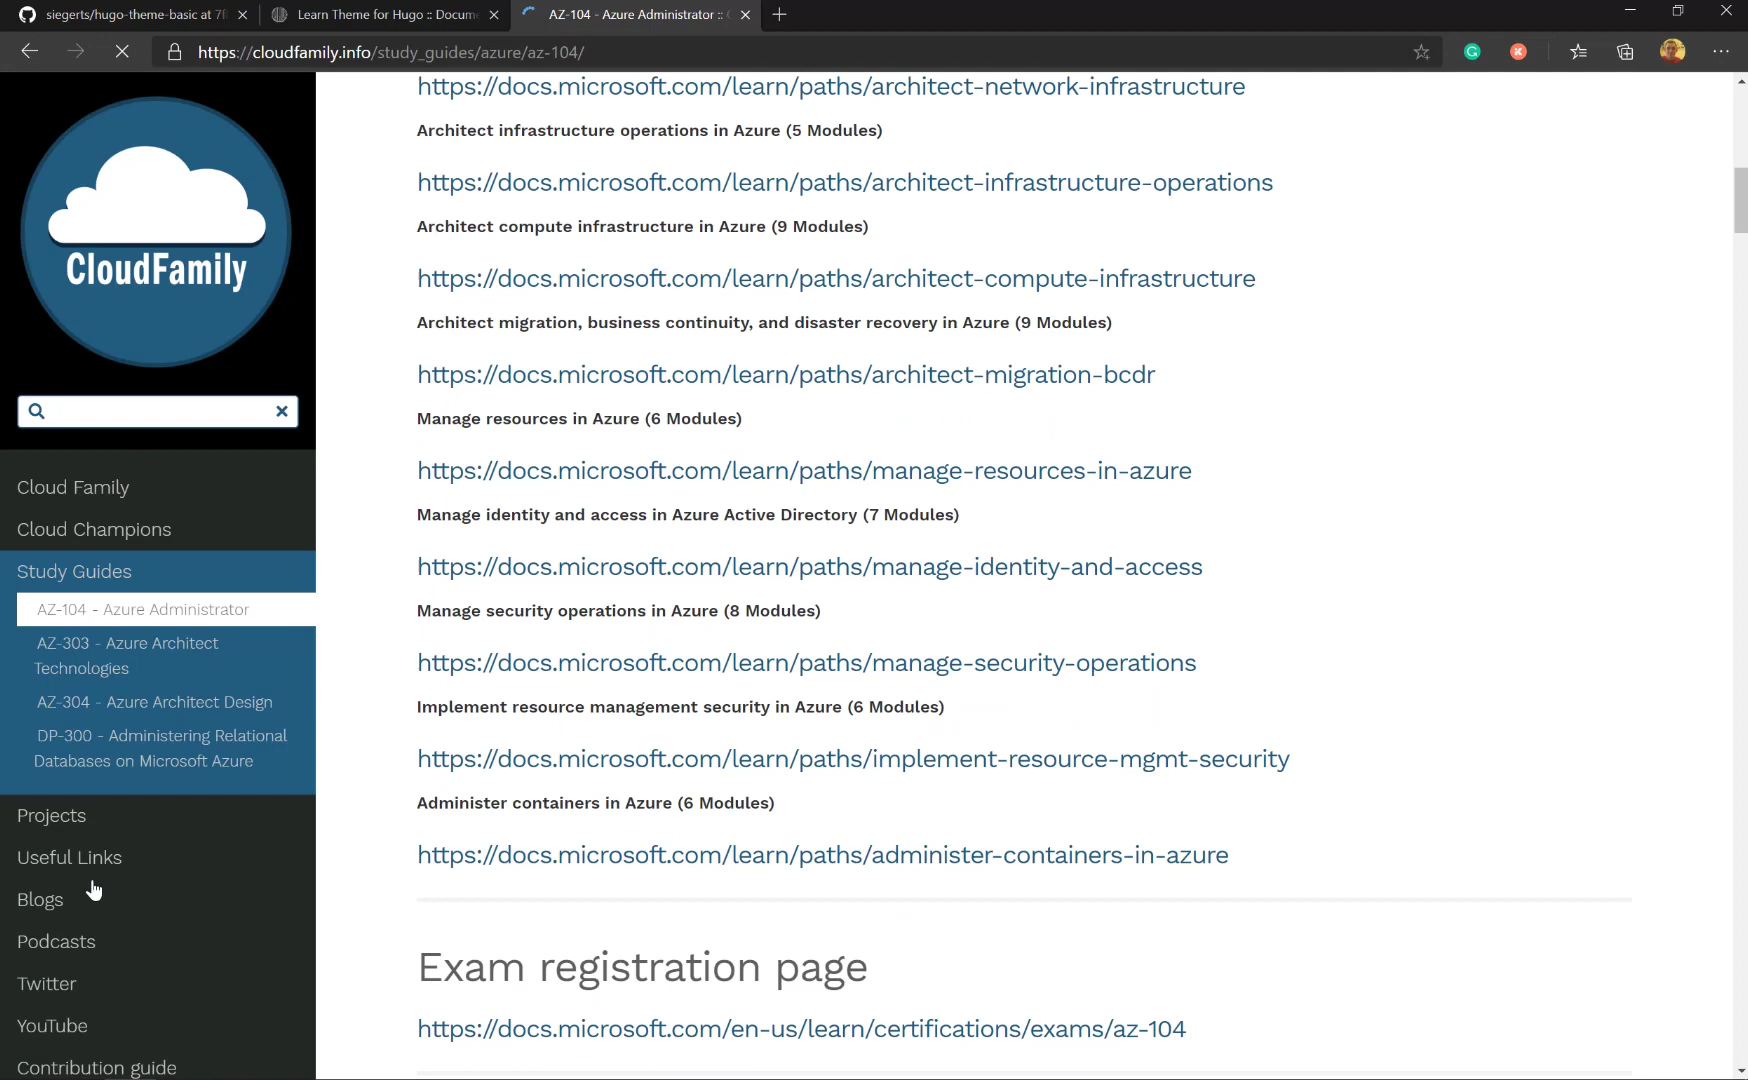 siegerts/hugo-theme-basic at 7f
Learn Theme for Hugo :: Docum
AZ-104 - Azure Administrator ::
https://cloudfamily.info/study_guides/azure/az-104/
CloudFamily
Cloud Family
Cloud Champions
Study Guides
AZ-104 - Azure Administrator
AZ-303 - Azure Architect
Technologies
AZ-304 - Azure Architect Design
DP-300 - Administering Relational
Databases on Microsoft Azure
Projects
Useful Links
Blogs
Podcasts
Twitter
YouTube
Contribution guide
https://docs.microsoft.com/learn/paths/architect-network-infrastructure
Architect infrastructure operations in Azure (5 Modules)
https://docs.microsoft.com/learn/paths/architect-infrastructure-operations
Architect compute infrastructure in Azure (9 Modules)
https://docs.microsoft.com/learn/paths/architect-compute-infrastructure
Architect migration, business continuity, and disaster recovery in Azure (9 Modules)
https://docs.microsoft.com/learn/paths/architect-migration-bcdr
Manage resources in Azure (6 Modules)
https://docs.microsoft.com/learn/paths/manage-resources-in-azure
Manage identity and access in Azure Active Directory (7 Modules)
https://docs.microsoft.com/learn/paths/manage-identity-and-access
Manage security operations in Azure (8 Modules)
https://docs.microsoft.com/learn/paths/manage-security-operations
Implement resource management security in Azure (6 Modules)
https://docs.microsoft.com/learn/paths/implement-resource-mgmt-security
Administer containers in Azure (6 Modules)
https://docs.microsoft.com/learn/paths/administer-containers-in-azure
Exam registration page
https://docs.microsoft.com/en-us/learn/certifications/exams/az-104